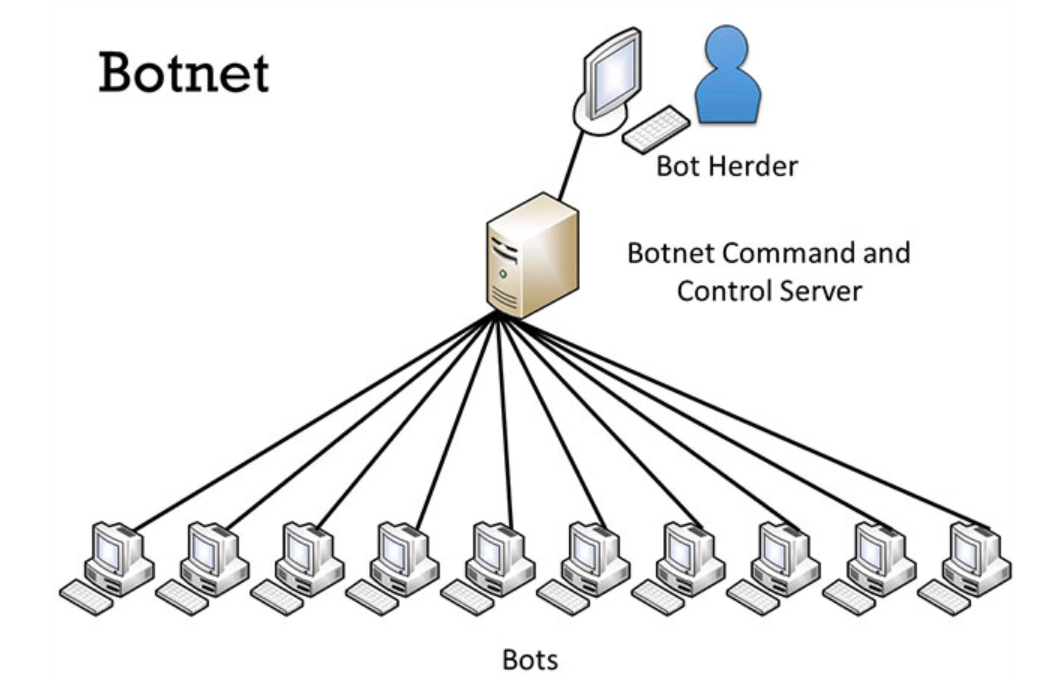 Botnet
Bot Herder
Botnet Command and
Control Server
Bots